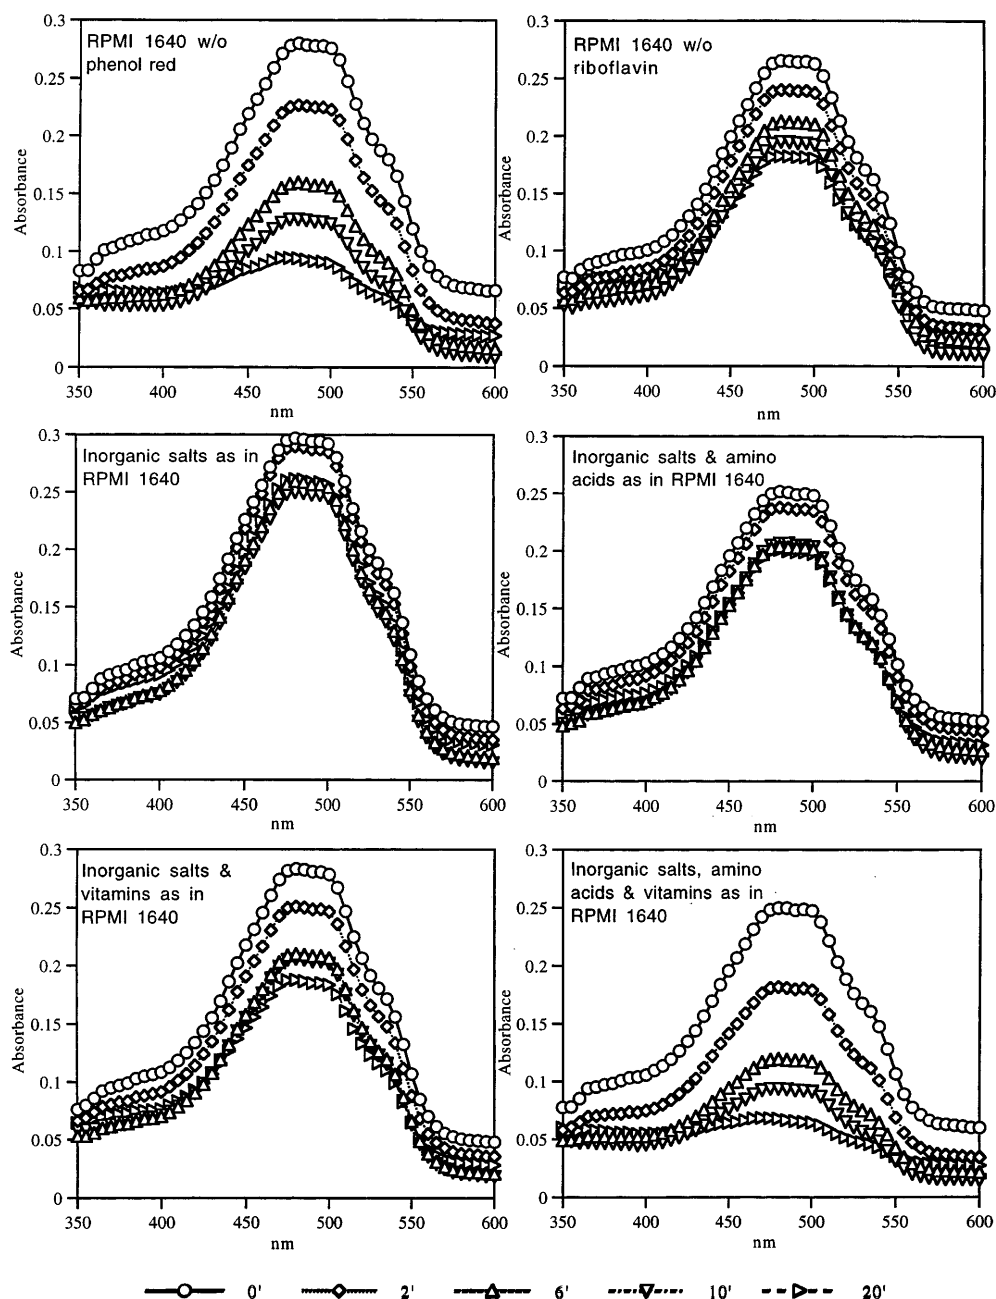 0.3
RPMI 1640 w/o
phenol red
0.25
0.2
0.15
0.1
0.05
0
Absorbance
350
400
450
500
550
600
nm
0.3
RPMI 1640 w/o
riboflavin
0.25
0.2
0.15
0.1
0.05
0
Absorbance
350
400
450
500
550
600
nm
0.3
Inorganic salts as in
RPMI 1640
0.25
0.2
0.15
0.1
0.05
0
Absorbance
350
400
450
500
550
600
nm
0.3
Inorganic salts & amino
acids as in RPMI 1640
0.25
0.2
0.15
0.1
0.05
0
Absorbance
350
400
450
500
550
600
nm
0.3
Inorganic salts &
vitamins as in
RPMI 1640
0.25
0.2
0.15
0.1
0.05
0
Absorbance
350
400
450
500
550
600
nm
0.3
Inorganic salts, amino
acids & vitamins as in
RPMI 1640
0.25
0.2
0.15
0.1
0.05
0
Absorbance
350
400
450
500
550
600
nm
0' 2' 6' 10' 20'